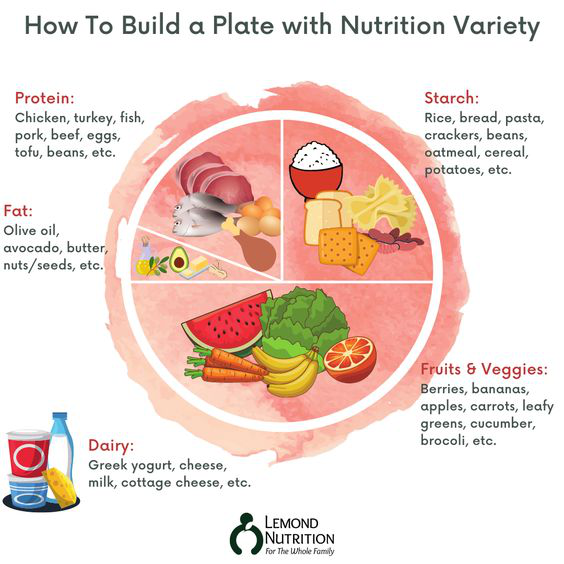 How To Build a Plate with Nutrition Variety
Protein:
Chicken, turkey, fish,
pork, beef, eggs,
tofu, beans, etc.
Starch:
Rice, bread, pasta,
crackers, beans,
oatmeal, cereal,
potatoes, etc.
Fat:
Olive oil,
avocado, butter,
nuts/seeds, etc.
Fruits & Veggies:
Berries, bananas,
apples, carrots, leafy
greens, cucumber,
brocoli, etc.
Dairy:
Greek yogurt, cheese,
milk, cottage cheese, etc.
LEMOND
NUTRITION
For The Whole Family